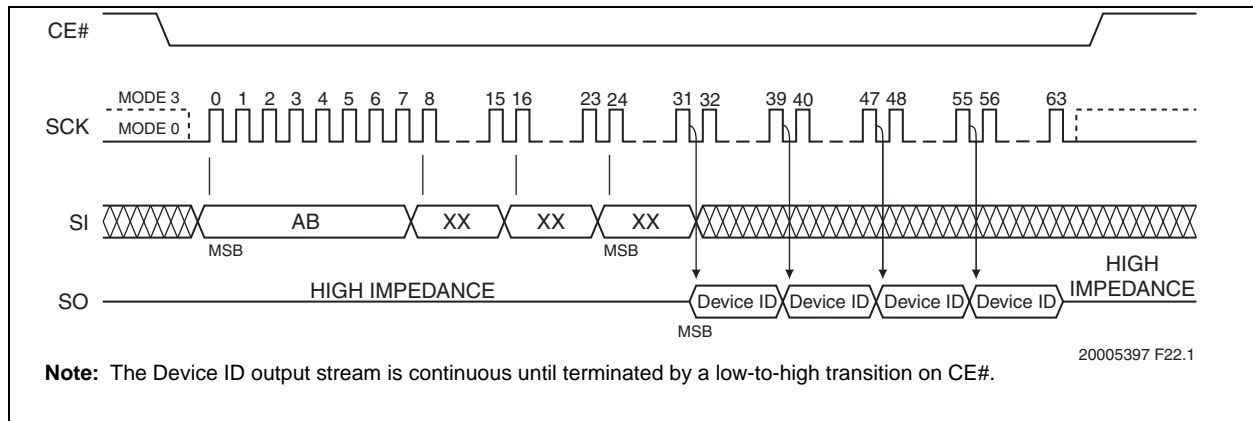 CE#
MODE 3
MODE 0
SCK
0 1 2 3 4 5 6 7 8 15 16 23 24 31 32 39 40 47 48 55 56 63
SI
AB XX XX XX
MSB MSB
SO
HIGH IMPEDANCE
Device ID Device ID Device ID Device ID
HIGH
IMPEDANCE
MSB
20005397 F22.1
Note: The Device ID output stream is continuous until terminated by a low-to-high transition on CE#.